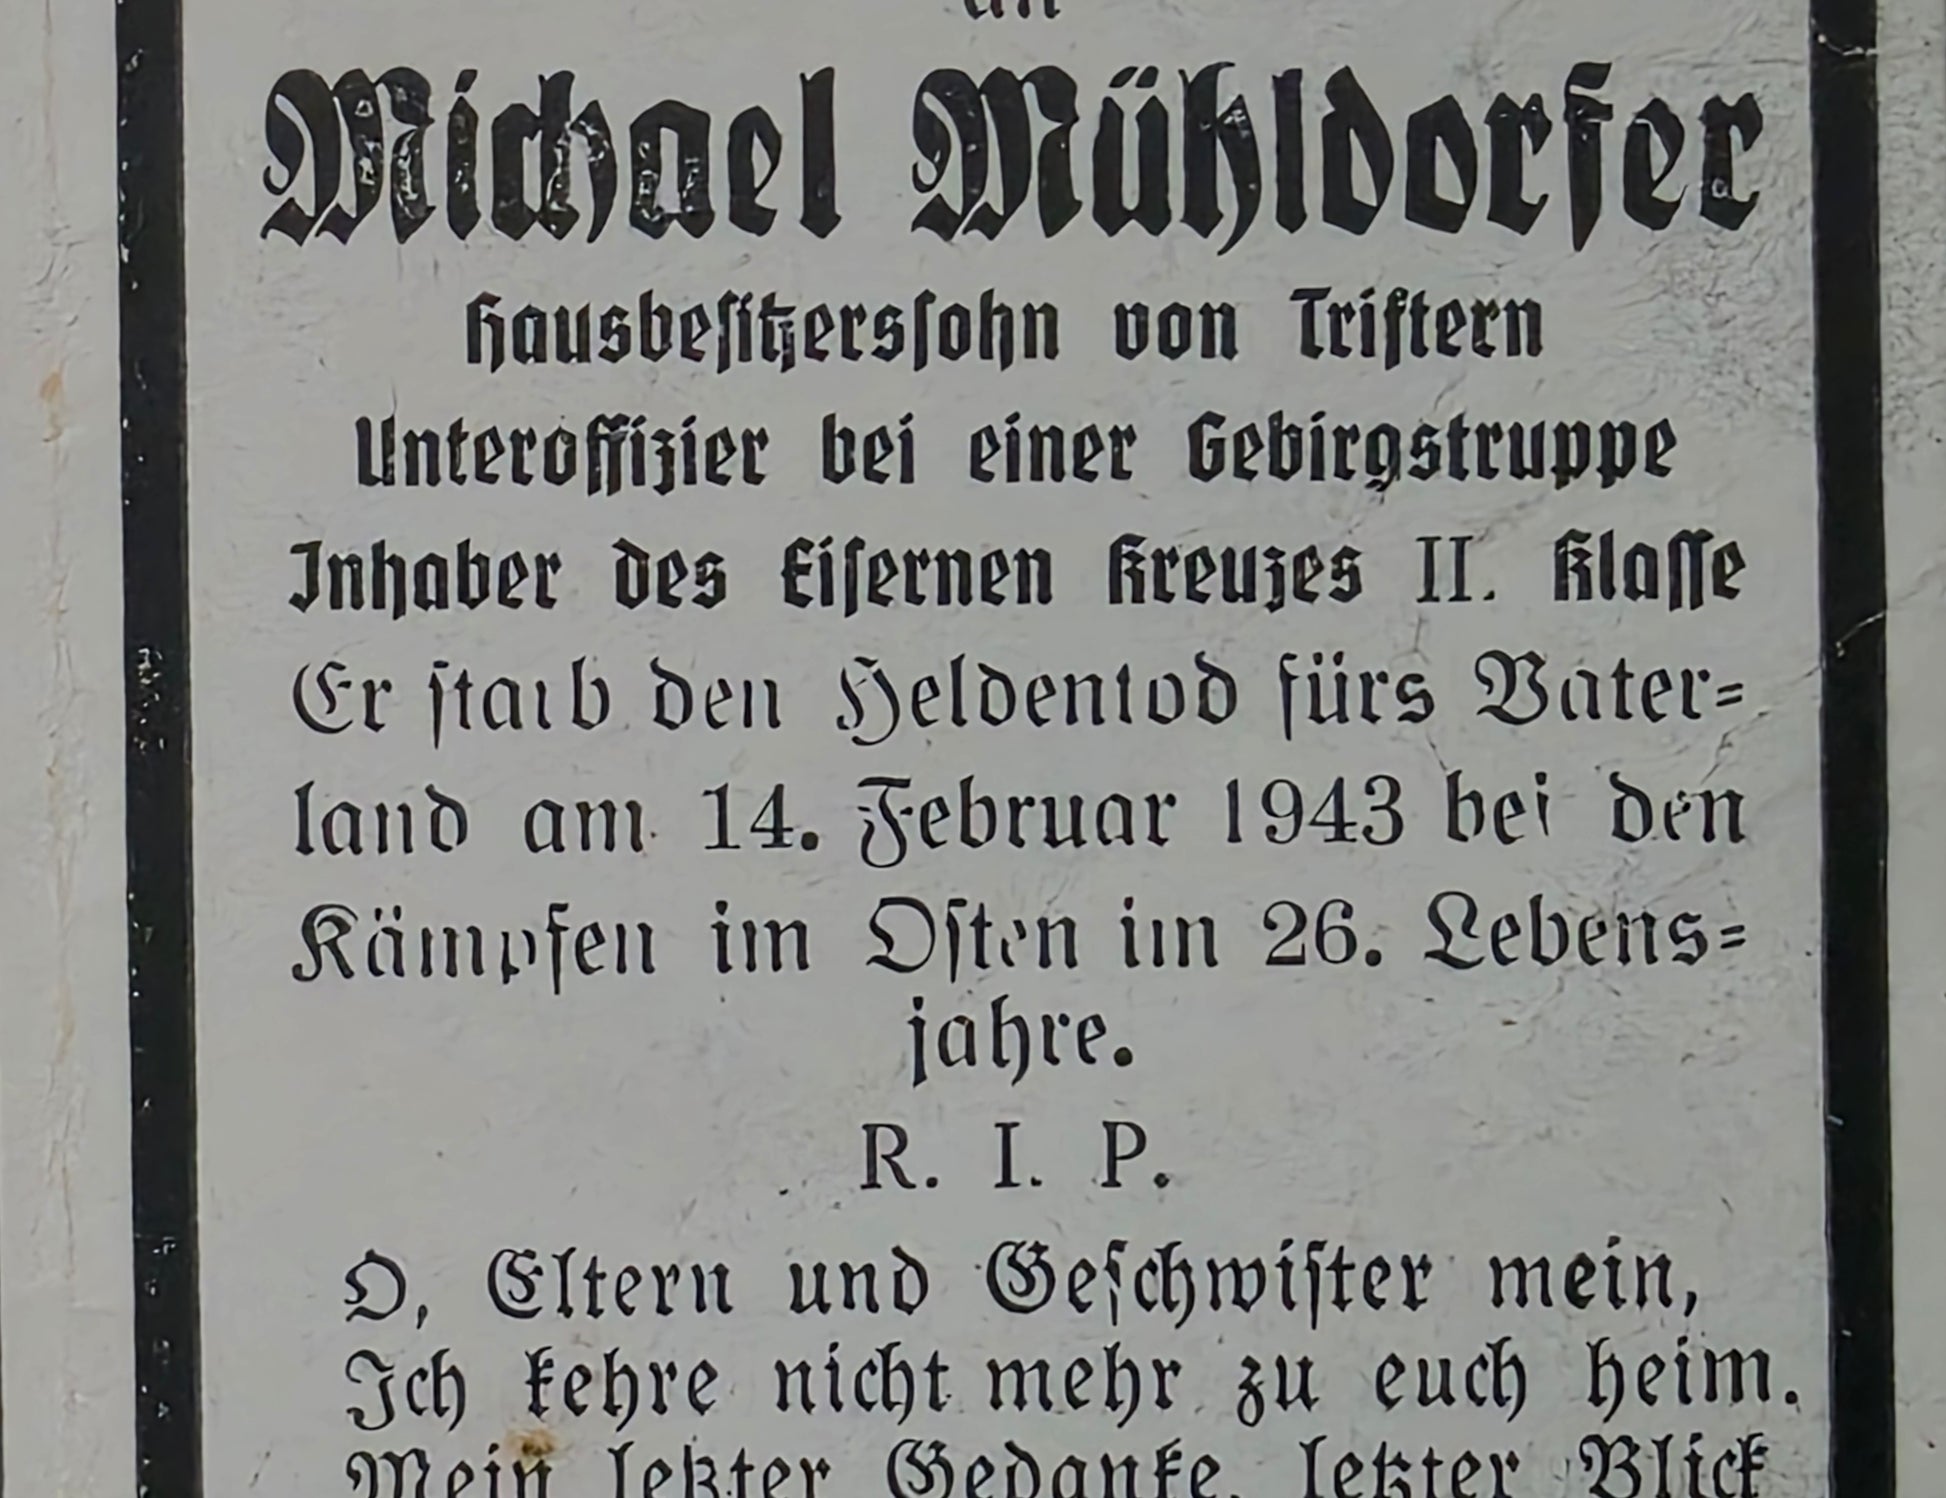 an
Michael Mühldorfer
Hausbesitzerssohn von Triftern
Unteroffizier bei einer Gebirgstruppe
Inhaber des Eisernen Kreuzes II. Klasse
Er starb den Heldentod fürs Vater=
land am 14. Februar 1943 bei den
Kämpfen im Osten im 26. Lebens=
jahre.
R. I. P.
O, Eltern und Geschwister mein,
Ich kehre nicht mehr zu euch heim.
Mein letzter Gedanke, letzter Blick